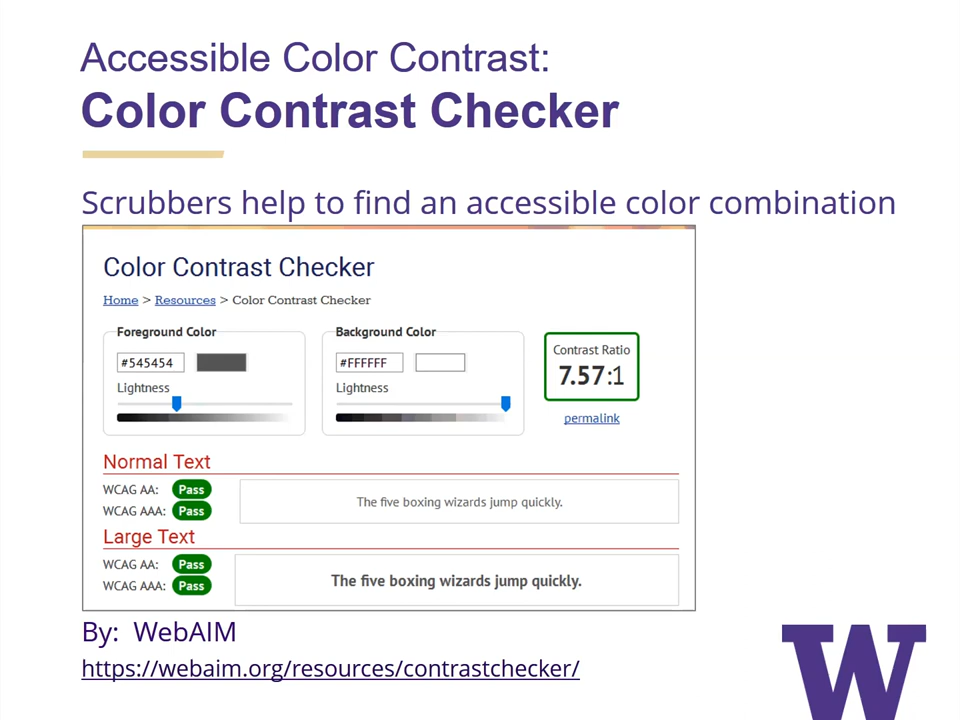 Accessible Color Contrast:
Color Contrast Checker
Scrubbers help to find an accessible color combination
Color Contrast Checker
Home > Resources > Color Contrast Checker
Foreground Color
#545454
Lightness
Background Color
#FFFFFF
Lightness
Contrast Ratio
7.57:1
permalink
Normal Text
WCAG AA: Pass
WCAG AAA: Pass
The five boxing wizards jump quickly.
Large Text
WCAG AA: Pass
WCAG AAA: Pass
The five boxing wizards jump quickly.
By: WebAIM
https://webaim.org/resources/contrastchecker/
W